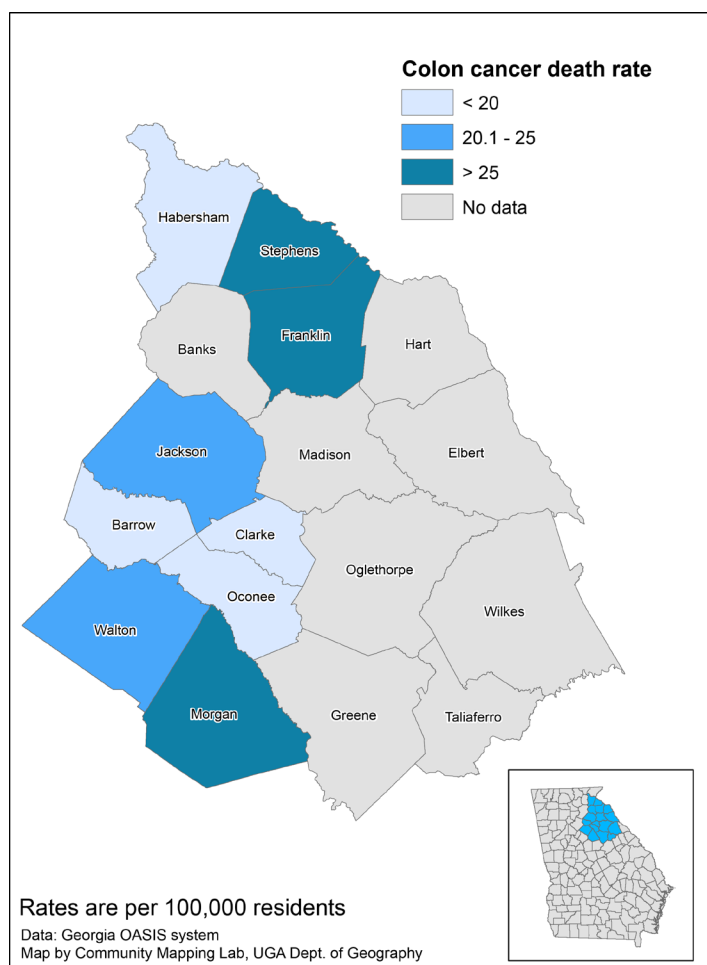 Colon cancer death rate
< 20
20.1 - 25
> 25
No data
Habersham
Stephens
Franklin
Banks
Hart
Jackson
Madison
Elbert
Barrow
Clarke
Oglethorpe
Oconee
Wilkes
Walton
Morgan
Greene
Taliaferro
Rates are per 100,000 residents
Data: Georgia OASIS system
Map by Community Mapping Lab, UGA Dept. of Geography